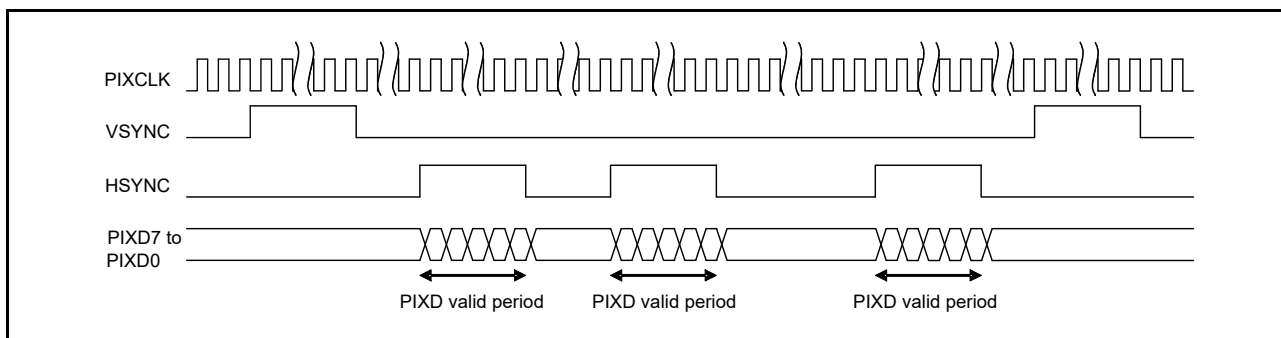 PIXCLK
VSYNC
HSYNC
PIXD7 to
PIXD0
PIXD valid period PIXD valid period PIXD valid period